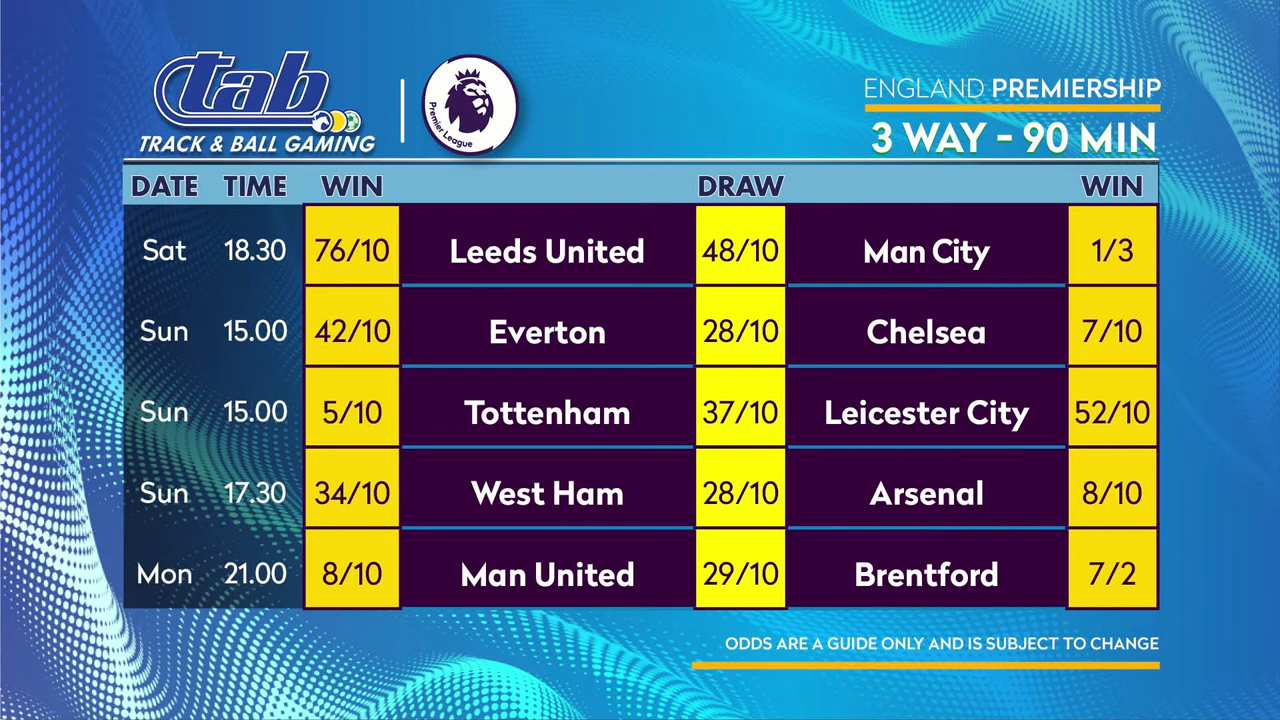 tab
TRACK & BALL GAMING
Premier League
ENGLAND PREMIERSHIP
3 WAY - 90 MIN
DATE TIME WIN DRAW WIN
Sat 18.30 76/10 Leeds United 48/10 Man City 1/3
Sun 15.00 42/10 Everton 28/10 Chelsea 7/10
Sun 15.00 5/10 Tottenham 37/10 Leicester City 52/10
Sun 17.30 34/10 West Ham 28/10 Arsenal 8/10
Mon 21.00 8/10 Man United 29/10 Brentford 7/2
ODDS ARE A GUIDE ONLY AND IS SUBJECT TO CHANGE